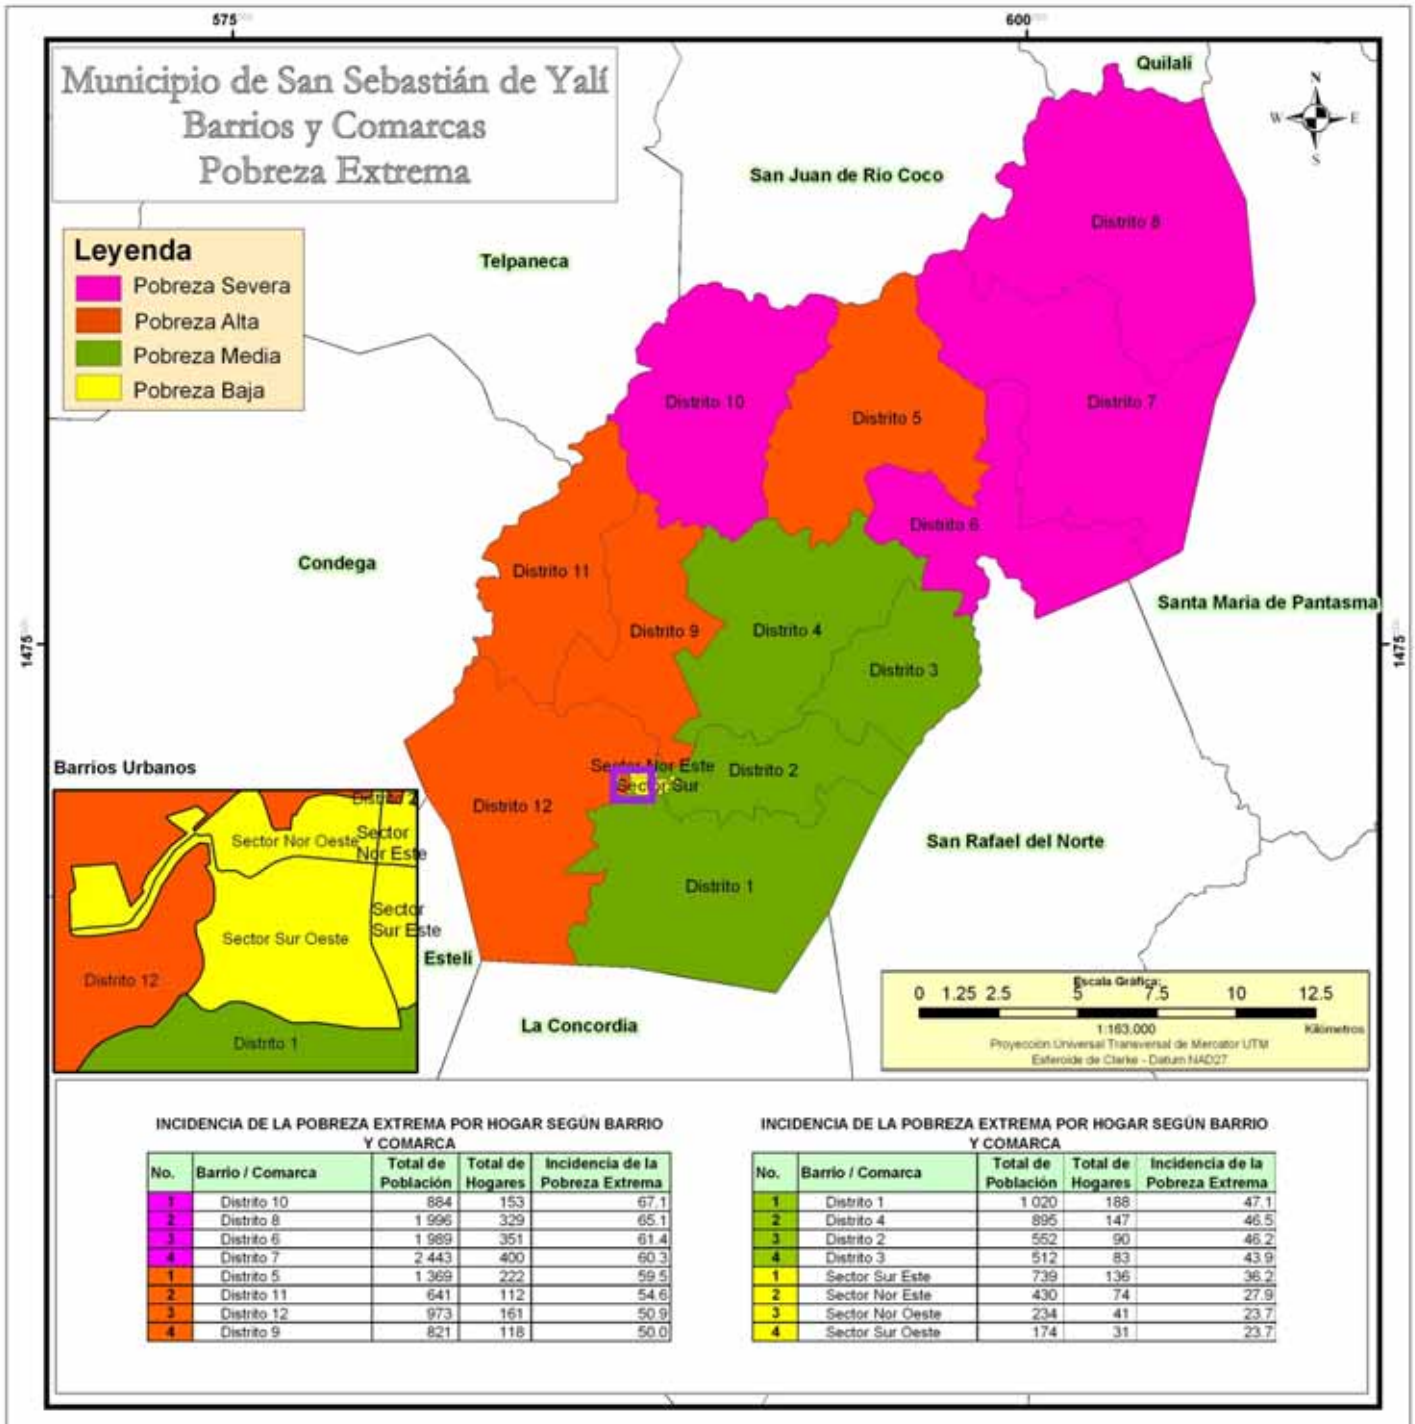 575
600
Municipio de San Sebastián de Yalí
Barrios y Comarcas
Pobreza Extrema
Quilalí
N
W E
S
San Juan de Rio Coco
Telpaneca
Leyenda
Pobreza Severa
Pobreza Alta
Pobreza Media
Pobreza Baja
Distrito 8
Distrito 10
Distrito 5
Distrito 7
Distrito 6
Condega
Distrito 11
Santa Maria de Pantasma
Distrito 9
Distrito 4
Distrito 3
1475
1475
Barrios Urbanos
Sector Nor Este
Sector Sur
Distrito 2
Distrito 12
Distrito 1
San Rafael del Norte
Distrito 2
Sector Nor Oeste
Sector
Nor Este
Sector
Sur Este
Sector Sur Oeste
Distrito 12
Distrito 1
Esteli
La Concordia
Escala Gráfica:
0 1.25 2.5 5 7.5 10 12.5
1:163,000 Kilómetros
Proyección Universal Transversal de Mercator UTM
Esferoide de Clarke - Datum NAD27
INCIDENCIA DE LA POBREZA EXTREMA POR HOGAR SEGÚN BARRIO
Y COMARCA
No. Barrio / Comarca Total de Población Total de Hogares Incidencia de la Pobreza Extrema
1 Distrito 10 884 153 67.1
2 Distrito 8 1 996 329 65.1
3 Distrito 6 1 989 351 61.4
4 Distrito 7 2 443 400 60.3
1 Distrito 5 1 369 222 59.5
2 Distrito 11 641 112 54.6
3 Distrito 12 973 161 50.9
4 Distrito 9 821 118 50.0
INCIDENCIA DE LA POBREZA EXTREMA POR HOGAR SEGÚN BARRIO
Y COMARCA
No. Barrio / Comarca Total de Población Total de Hogares Incidencia de la Pobreza Extrema
1 Distrito 1 1 020 188 47.1
2 Distrito 4 895 147 46.5
3 Distrito 2 552 90 46.2
4 Distrito 3 512 83 43.9
1 Sector Sur Este 739 136 36.2
2 Sector Nor Este 430 74 27.9
3 Sector Nor Oeste 234 41 23.7
4 Sector Sur Oeste 174 31 23.7